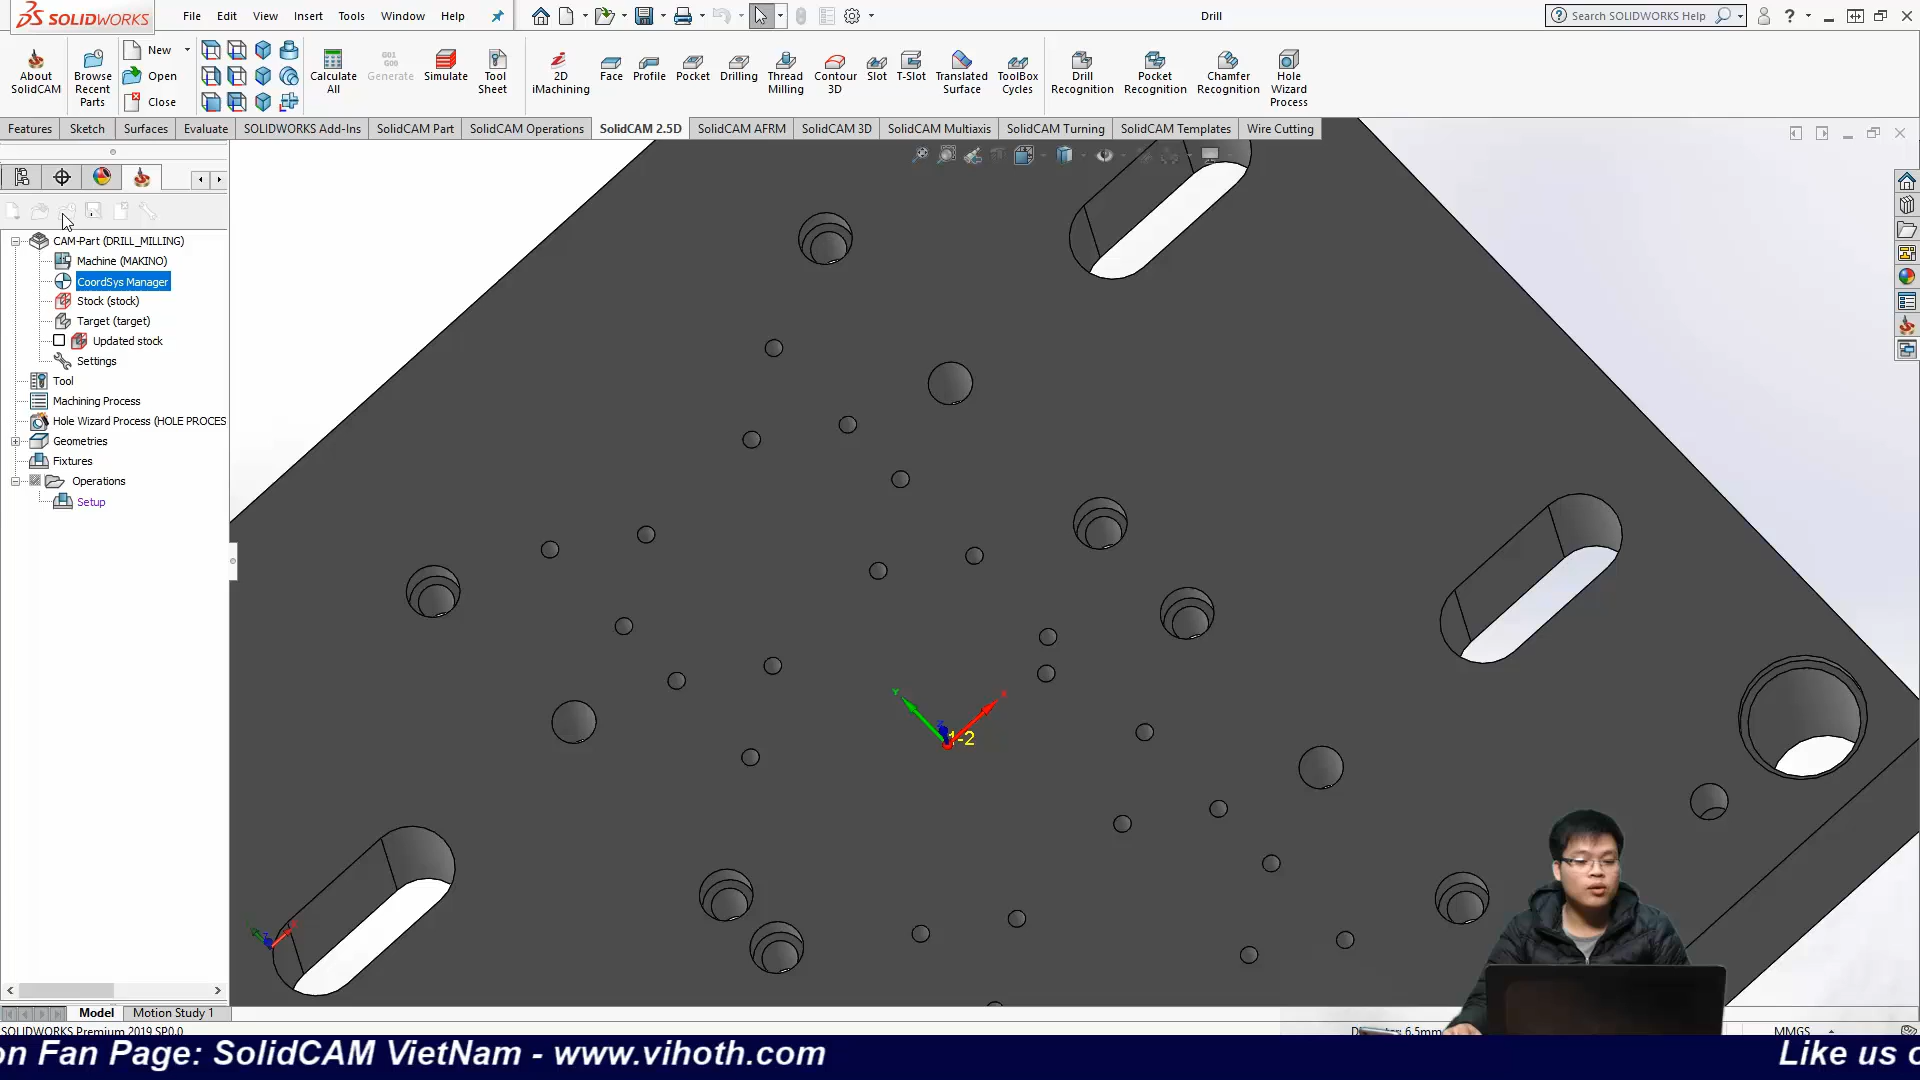 SOLIDWORKS
File Edit View Insert Tools Window Help
Drill
Search SOLIDWORKS Help
About SolidCAM
Browse Recent Parts
New
Open
Close
Calculate All
G01 G00
Generate
Simulate
Tool Sheet
2D iMachining
Face
Profile
Pocket
Drilling
Thread Milling
Contour 3D
Slot
T-Slot
Translated Surface
ToolBox Cycles
Drill Recognition
Pocket Recognition
Chamfer Recognition
Hole Wizard Process
Features Sketch Surfaces Evaluate SOLIDWORKS Add-Ins SolidCAM Part SolidCAM Operations SolidCAM 2.5D SolidCAM AFRM SolidCAM 3D SolidCAM Multiaxis SolidCAM Turning SolidCAM Templates Wire Cutting
CAM-Part (DRILL_MILLING)
Machine (MAKINO)
CoordSys Manager
Stock (stock)
Target (target)
Updated stock
Settings
Tool
Machining Process
Hole Wizard Process (HOLE PROCES
Geometries
Fixtures
Operations
Setup
Y
X
Z
-2
Model Motion Study 1
SOLIDWORKS Premium 2019 SP0.0
6.5mm
MMGS
on Fan Page: SolidCAM VietNam - www.vihoth.com
Like us o